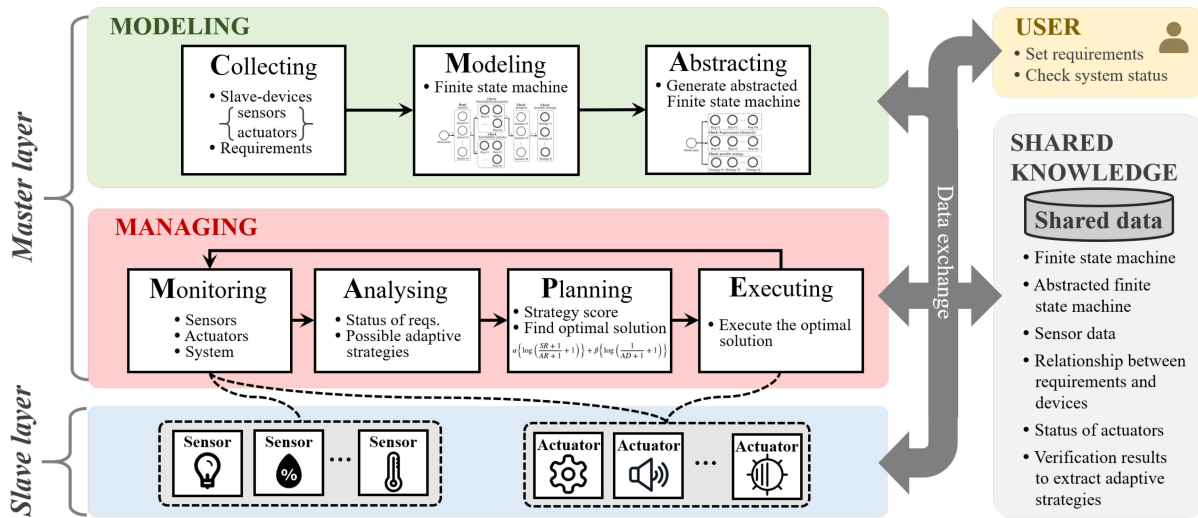 Master layer
Slave layer
MODELING
Collecting
• Slave-devices
sensors
actuators
• Requirements
Modeling
• Finite state machine
Abstracting
• Generate abstracted
Finite state machine
MANAGING
Monitoring
• Sensors
• Actuators
• System
Analysing
• Status of reqs.
• Possible adaptive
strategies
Planning
• Strategy score
• Find optimal solution
α{log(SR+1/AR+1 +1)} + β{log(1/AD+1 +1)}
Executing
• Execute the optimal
solution
Sensor
Sensor
%
...
Sensor
Actuator
Actuator
...
Actuator
Data exchange
USER
• Set requirements
• Check system status
SHARED
KNOWLEDGE
Shared data
• Finite state machine
• Abstracted finite
state machine
• Sensor data
• Relationship between
requirements and
devices
• Status of actuators
• Verification results
to extract adaptive
strategies